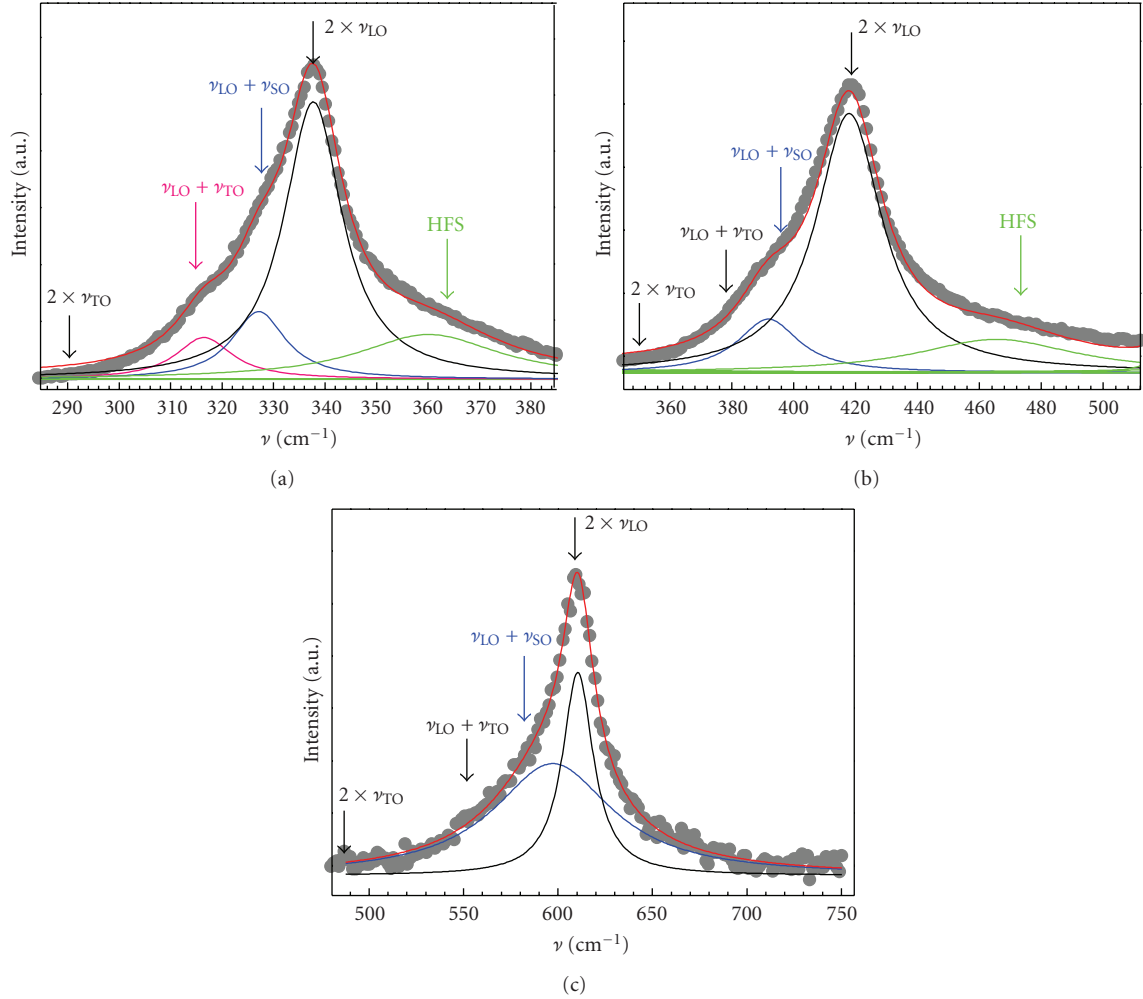 2 × νLO
νLO + νSO
νLO + νTO
HFS
2 × νTO
Intensity (a.u.)
290 300 310 320 330 340 350 360 370 380
ν (cm−1)
(a)
2 × νLO
νLO + νSO
νLO + νTO
HFS
2 × νTO
Intensity (a.u.)
360 380 400 420 440 460 480 500
ν (cm−1)
(b)
2 × νLO
νLO + νSO
νLO + νTO
2 × νTO
Intensity (a.u.)
500 550 600 650 700 750
ν (cm−1)
(c)